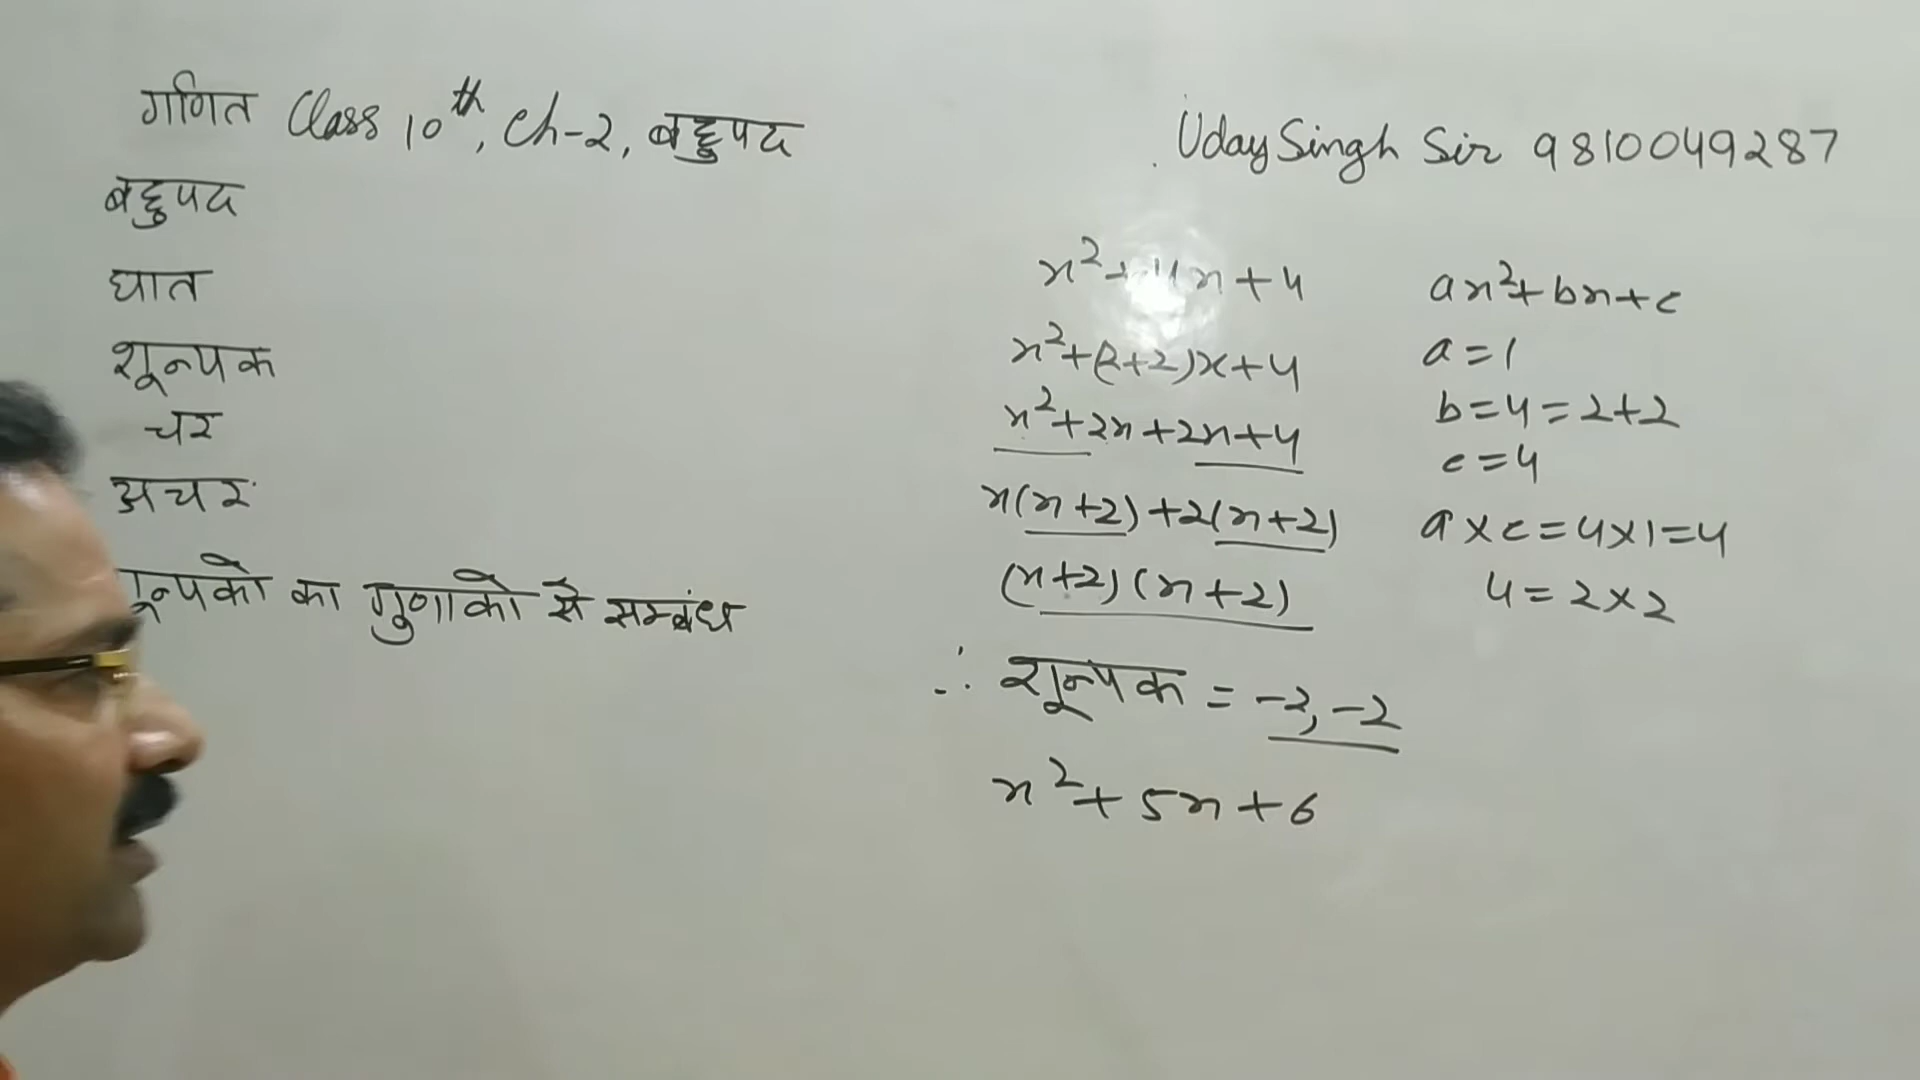 गणित Class 10th, Ch-2, बहुपद
Uday Singh Sir 9810049287
बहुपद
घात
शून्यक
चर
अचर
शून्यको का गुणांको से सम्बंध
x² + 4x + 4
x² + (2+2)x + 4
x² + 2x + 2x + 4
x(x+2) + 2(x+2)
(x+2)(x+2)
∴ शून्यक = -2, -2
x² + 5x + 6
ax² + bx + c
a = 1
b = 4 = 2+2
c = 4
a × c = 4 × 1 = 4
4 = 2 × 2